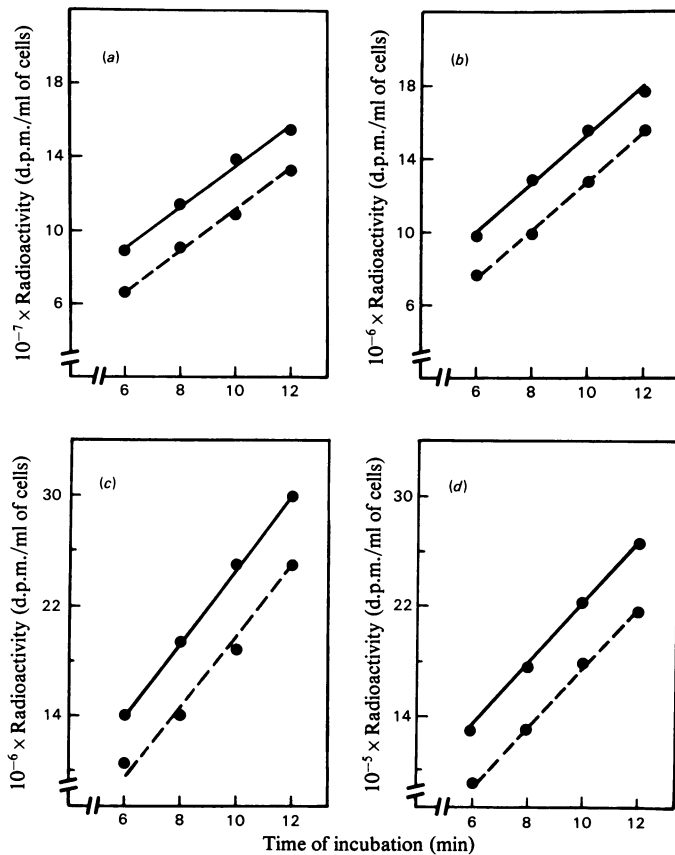 (a)
10⁻⁷ × Radioactivity (d.p.m./ml of cells)
18
14
10
6
6 8 10 12
(b)
10⁻⁶ × Radioactivity (d.p.m./ml of cells)
18
14
10
6
6 8 10 12
(c)
10⁻⁶ × Radioactivity (d.p.m./ml of cells)
30
22
14
6 8 10 12
(d)
10⁻⁵ × Radioactivity (d.p.m./ml of cells)
30
22
14
6 8 10 12
Time of incubation (min)